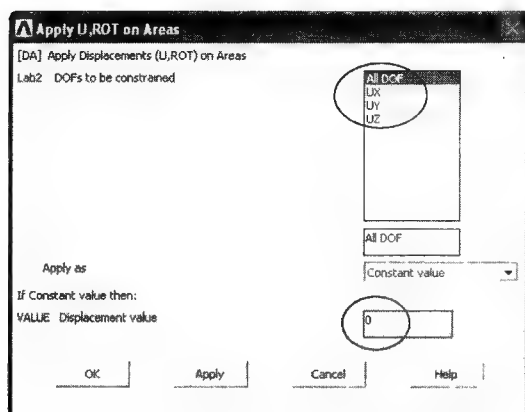 Apply U,ROT on Areas
[DA] Apply Displacements (U,ROT) on Areas
Lab2 DOFs to be constrained
All DOF
UX
UY
UZ
All DOF
Apply as
Constant value
If Constant value then:
VALUE Displacement value
0
OK Apply Cancel Help